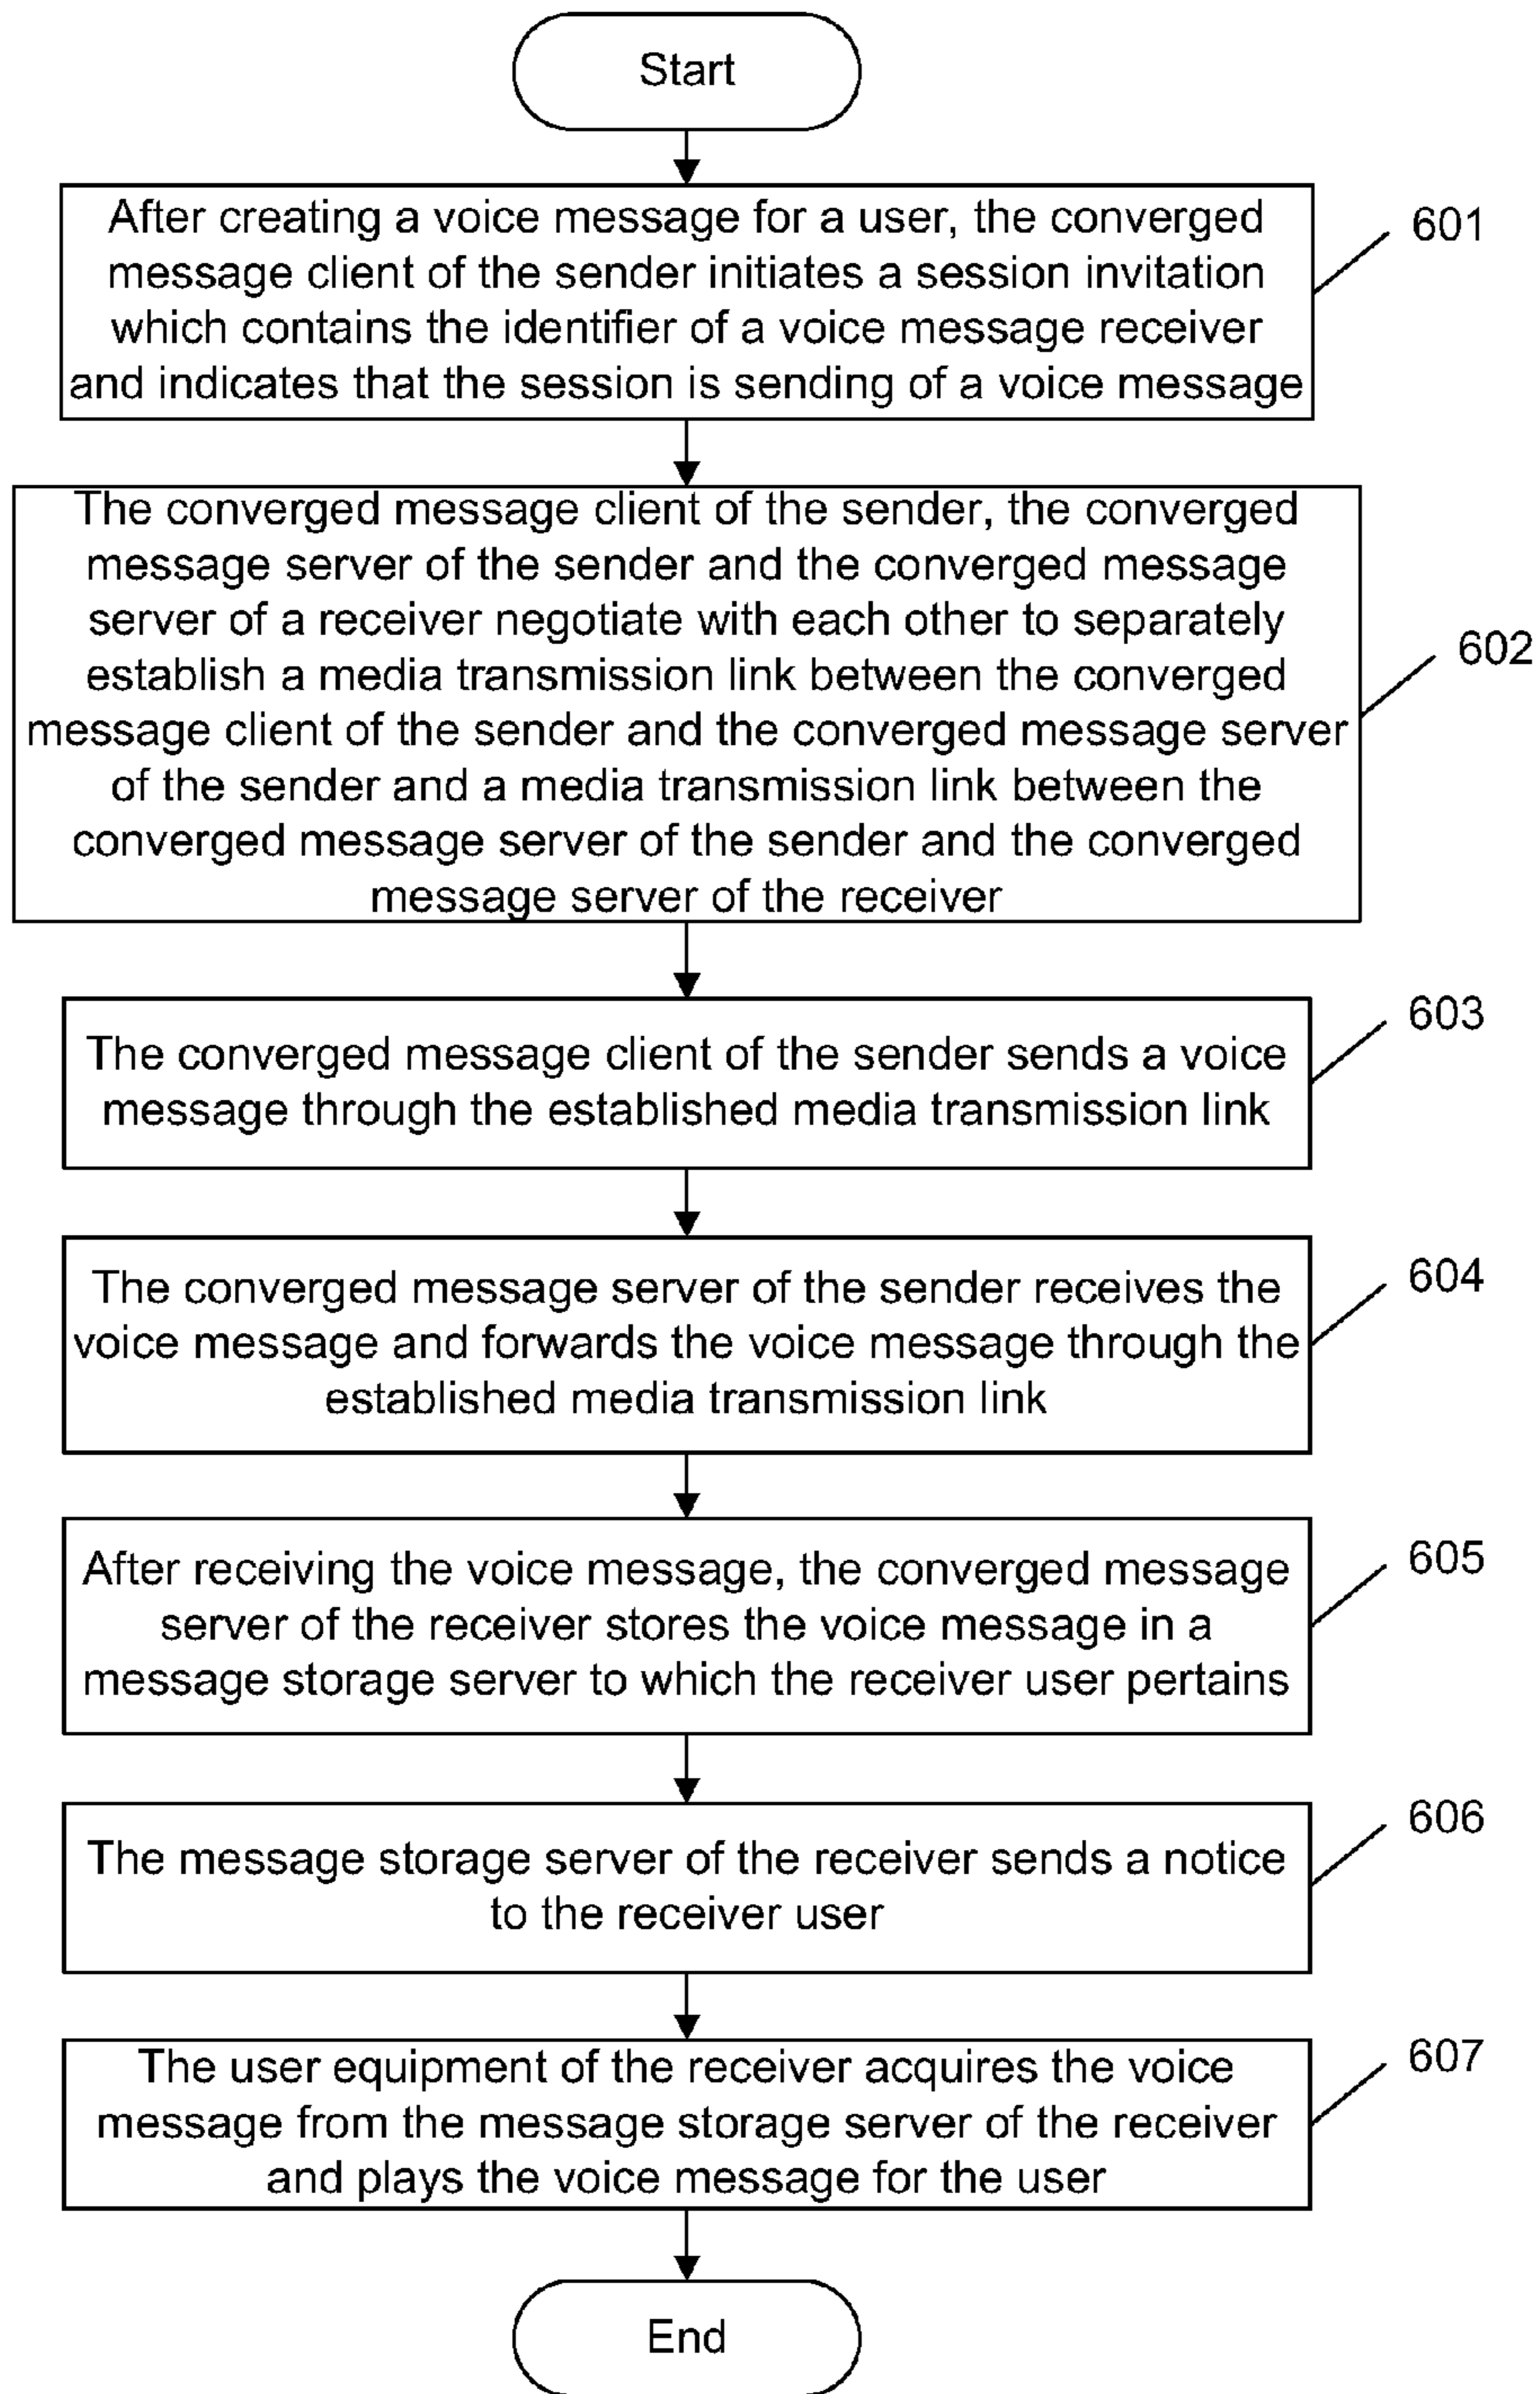 Start
After creating a voice message for a user, the converged
message client of the sender initiates a session invitation
which contains the identifier of a voice message receiver
and indicates that the session is sending of a voice message
601
The converged message client of the sender, the converged
message server of the sender and the converged message
server of a receiver negotiate with each other to separately
establish a media transmission link between the converged
message client of the sender and the converged message server
of the sender and a media transmission link between the
converged message server of the sender and the converged
message server of the receiver
602
The converged message client of the sender sends a voice
message through the established media transmission link
603
The converged message server of the sender receives the
voice message and forwards the voice message through the
established media transmission link
604
After receiving the voice message, the converged message
server of the receiver stores the voice message in a
message storage server to which the receiver user pertains
605
The message storage server of the receiver sends a notice
to the receiver user
606
The user equipment of the receiver acquires the voice
message from the message storage server of the receiver
and plays the voice message for the user
607
End